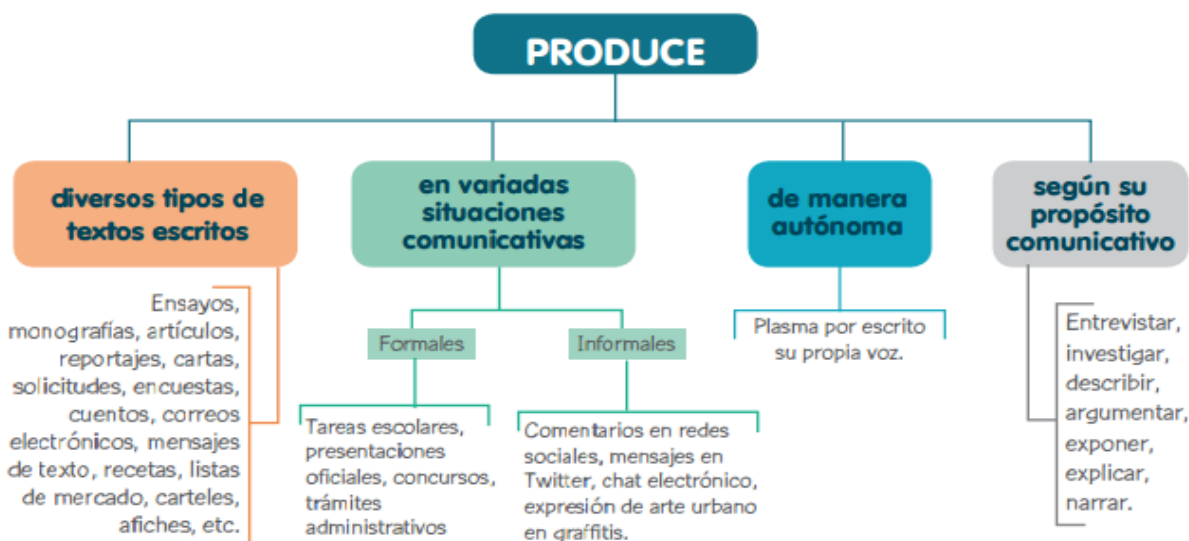 PRODUCE
diversos tipos de
textos escritos
Ensayos,
monografías, artículos,
reportajes, cartas,
solicitudes, encuestas,
cuentos, correos
electrónicos, mensajes
de texto, recetas, listas
de mercado, carteles,
afiches, etc.
en variadas
situaciones
comunicativas
Formales
Tareas escolares,
presentaciones
oficiales, concursos,
trámites
administrativos
Informales
Comentarios en redes
sociales, mensajes en
Twitter, chat electrónico,
expresión de arte urbano
en graffitis.
de manera
autónoma
Plasma por escrito
su propia voz.
según su
propósito
comunicativo
Entrevistar,
investigar,
describir,
argumentar,
exponer,
explicar,
narrar.